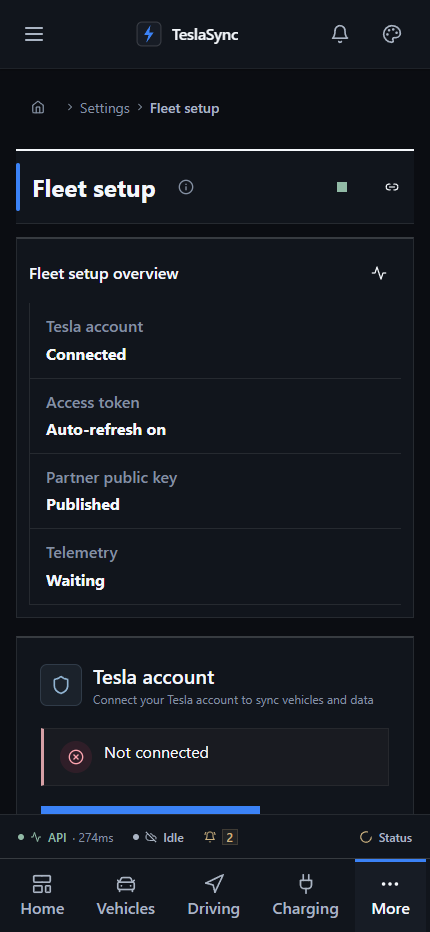 TeslaSync
Settings
Fleet setup
Fleet setup
Fleet setup overview
Tesla account
Connected
Access token
Auto-refresh on
Partner public key
Published
Telemetry
Waiting
Tesla account
Connect your Tesla account to sync vehicles and data
Not connected
API · 274ms
Idle
2
Status
Home
Vehicles
Driving
Charging
More